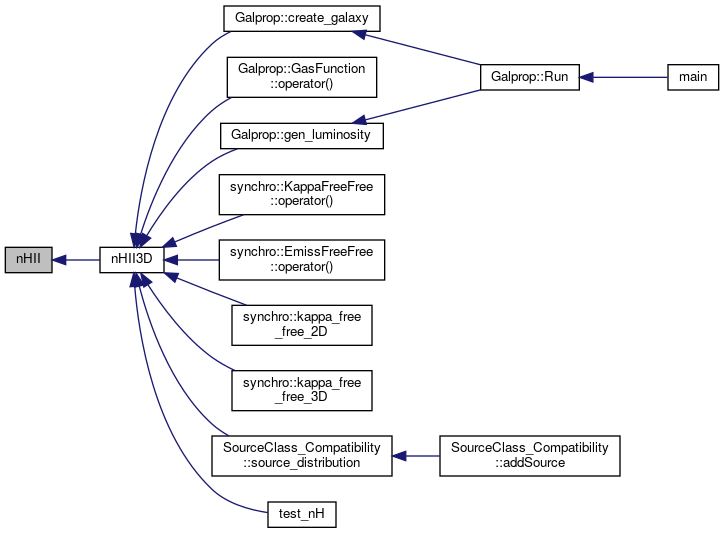 Galprop::create_galaxy
Galprop::GasFunction
::operator()
Galprop::Run
main
Galprop::gen_luminosity
synchro::KappaFreeFree
::operator()
nHII
nHII3D
synchro::EmissFreeFree
::operator()
synchro::kappa_free
_free_2D
synchro::kappa_free
_free_3D
SourceClass_Compatibility
::source_distribution
SourceClass_Compatibility
::addSource
test_nH